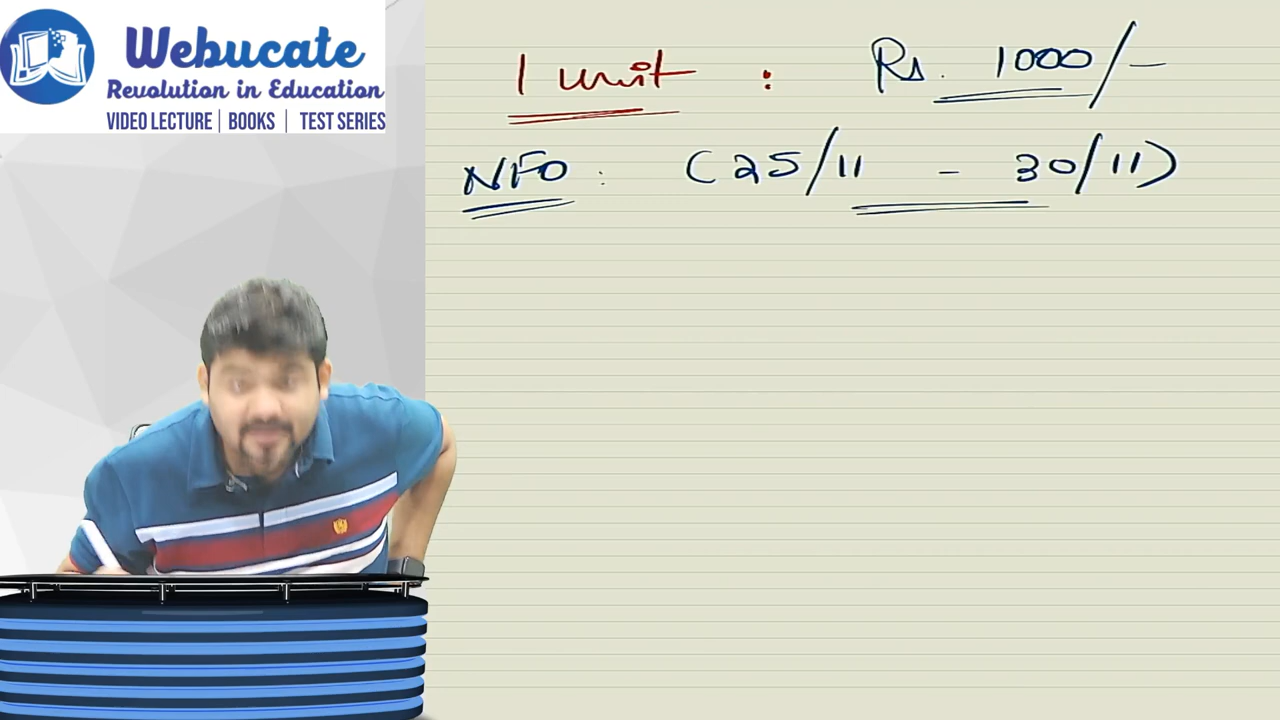 Webucate
Revolution in Education
VIDEO LECTURE | BOOKS | TEST SERIES
1 unit : Rs. 1000/-
NFO : (25/11 - 30/11)